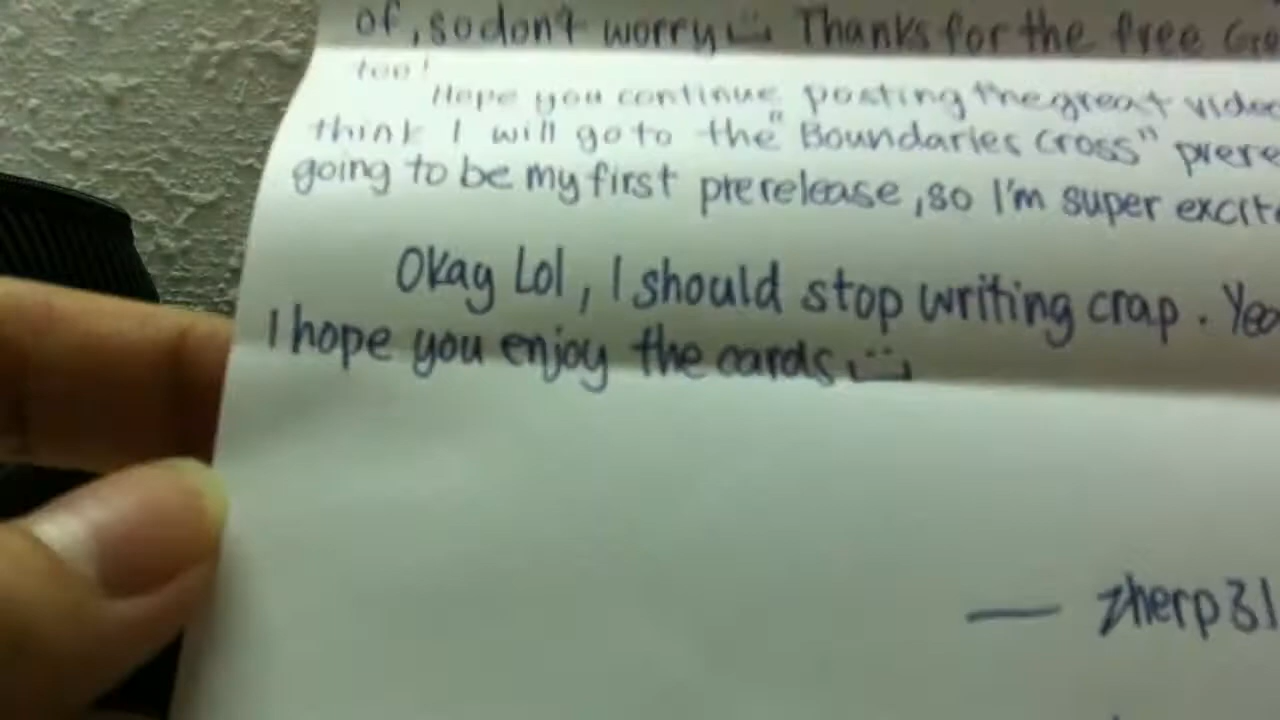 of, so don't worry Thanks for the free
too!
Hope you continue posting the great
think I will go to the "Boundaries Cross"
going to be my first prerelease, so I'm super
Okay Lol, I should stop writing crap.
I hope you enjoy the cards
— zherp31